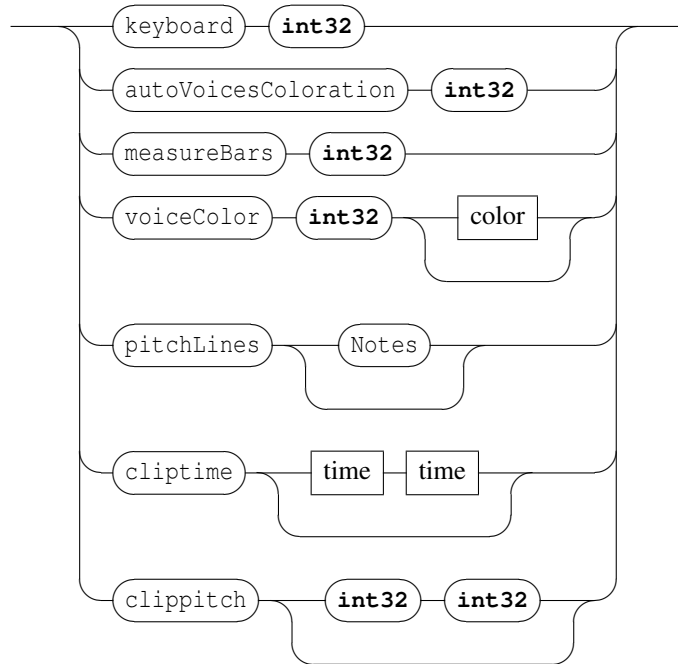 keyboard int32
autoVoicesColoration int32
measureBars int32
voiceColor int32 color
pitchLines Notes
cliptime time time
clippitch int32 int32